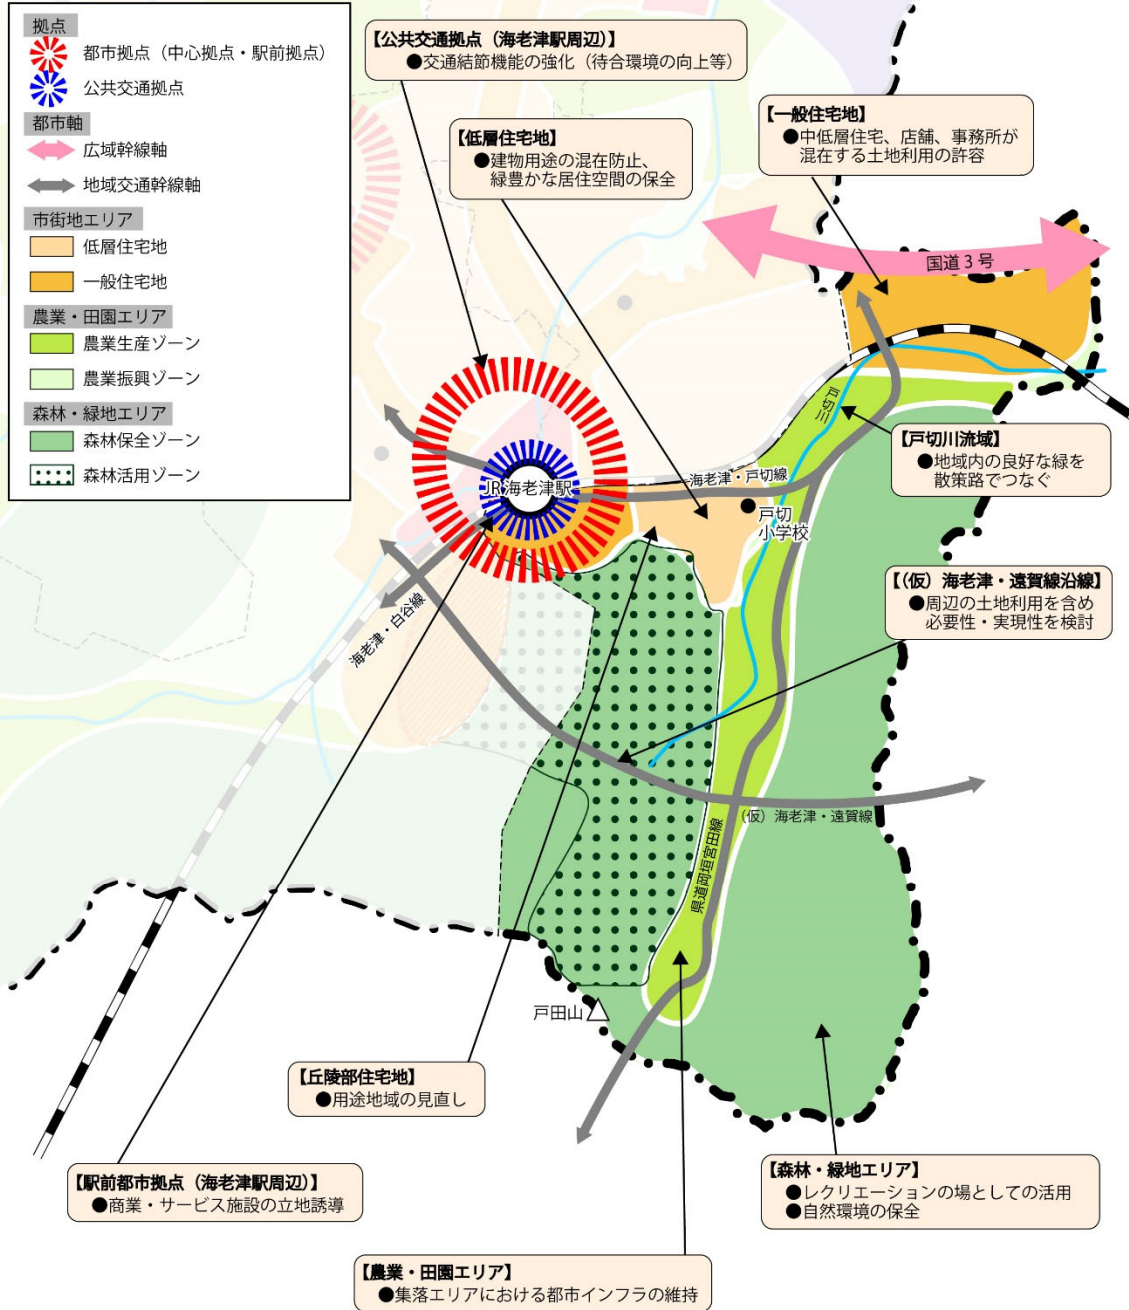 拠点
都市拠点（中心拠点・駅前拠点）
公共交通拠点
都市軸
広域幹線軸
地域交通幹線軸
市街地エリア
低層住宅地
一般住宅地
農業・田園エリア
農業生産ゾーン
農業振興ゾーン
森林・緑地エリア
森林保全ゾーン
森林活用ゾーン
【公共交通拠点（海老津駅周辺）】
●交通結節機能の強化（待合環境の向上等）
【低層住宅地】
●建物用途の混在防止、
緑豊かな居住空間の保全
【一般住宅地】
●中低層住宅、店舗、事務所が
混在する土地利用の許容
国道3号
戸切川
【戸切川流域】
●地域内の良好な緑を
散策路でつなぐ
海老津・戸切線
JR海老津駅
戸切
小学校
【（仮）海老津・遠賀線沿線】
●周辺の土地利用を含め
必要性・実現性を検討
海老津・白谷線
（仮）海老津・遠賀線
県道岡垣宮田線
戸田山
【丘陵部住宅地】
●用途地域の見直し
【駅前都市拠点（海老津駅周辺）】
●商業・サービス施設の立地誘導
【森林・緑地エリア】
●レクリエーションの場としての活用
●自然環境の保全
【農業・田園エリア】
●集落エリアにおける都市インフラの維持